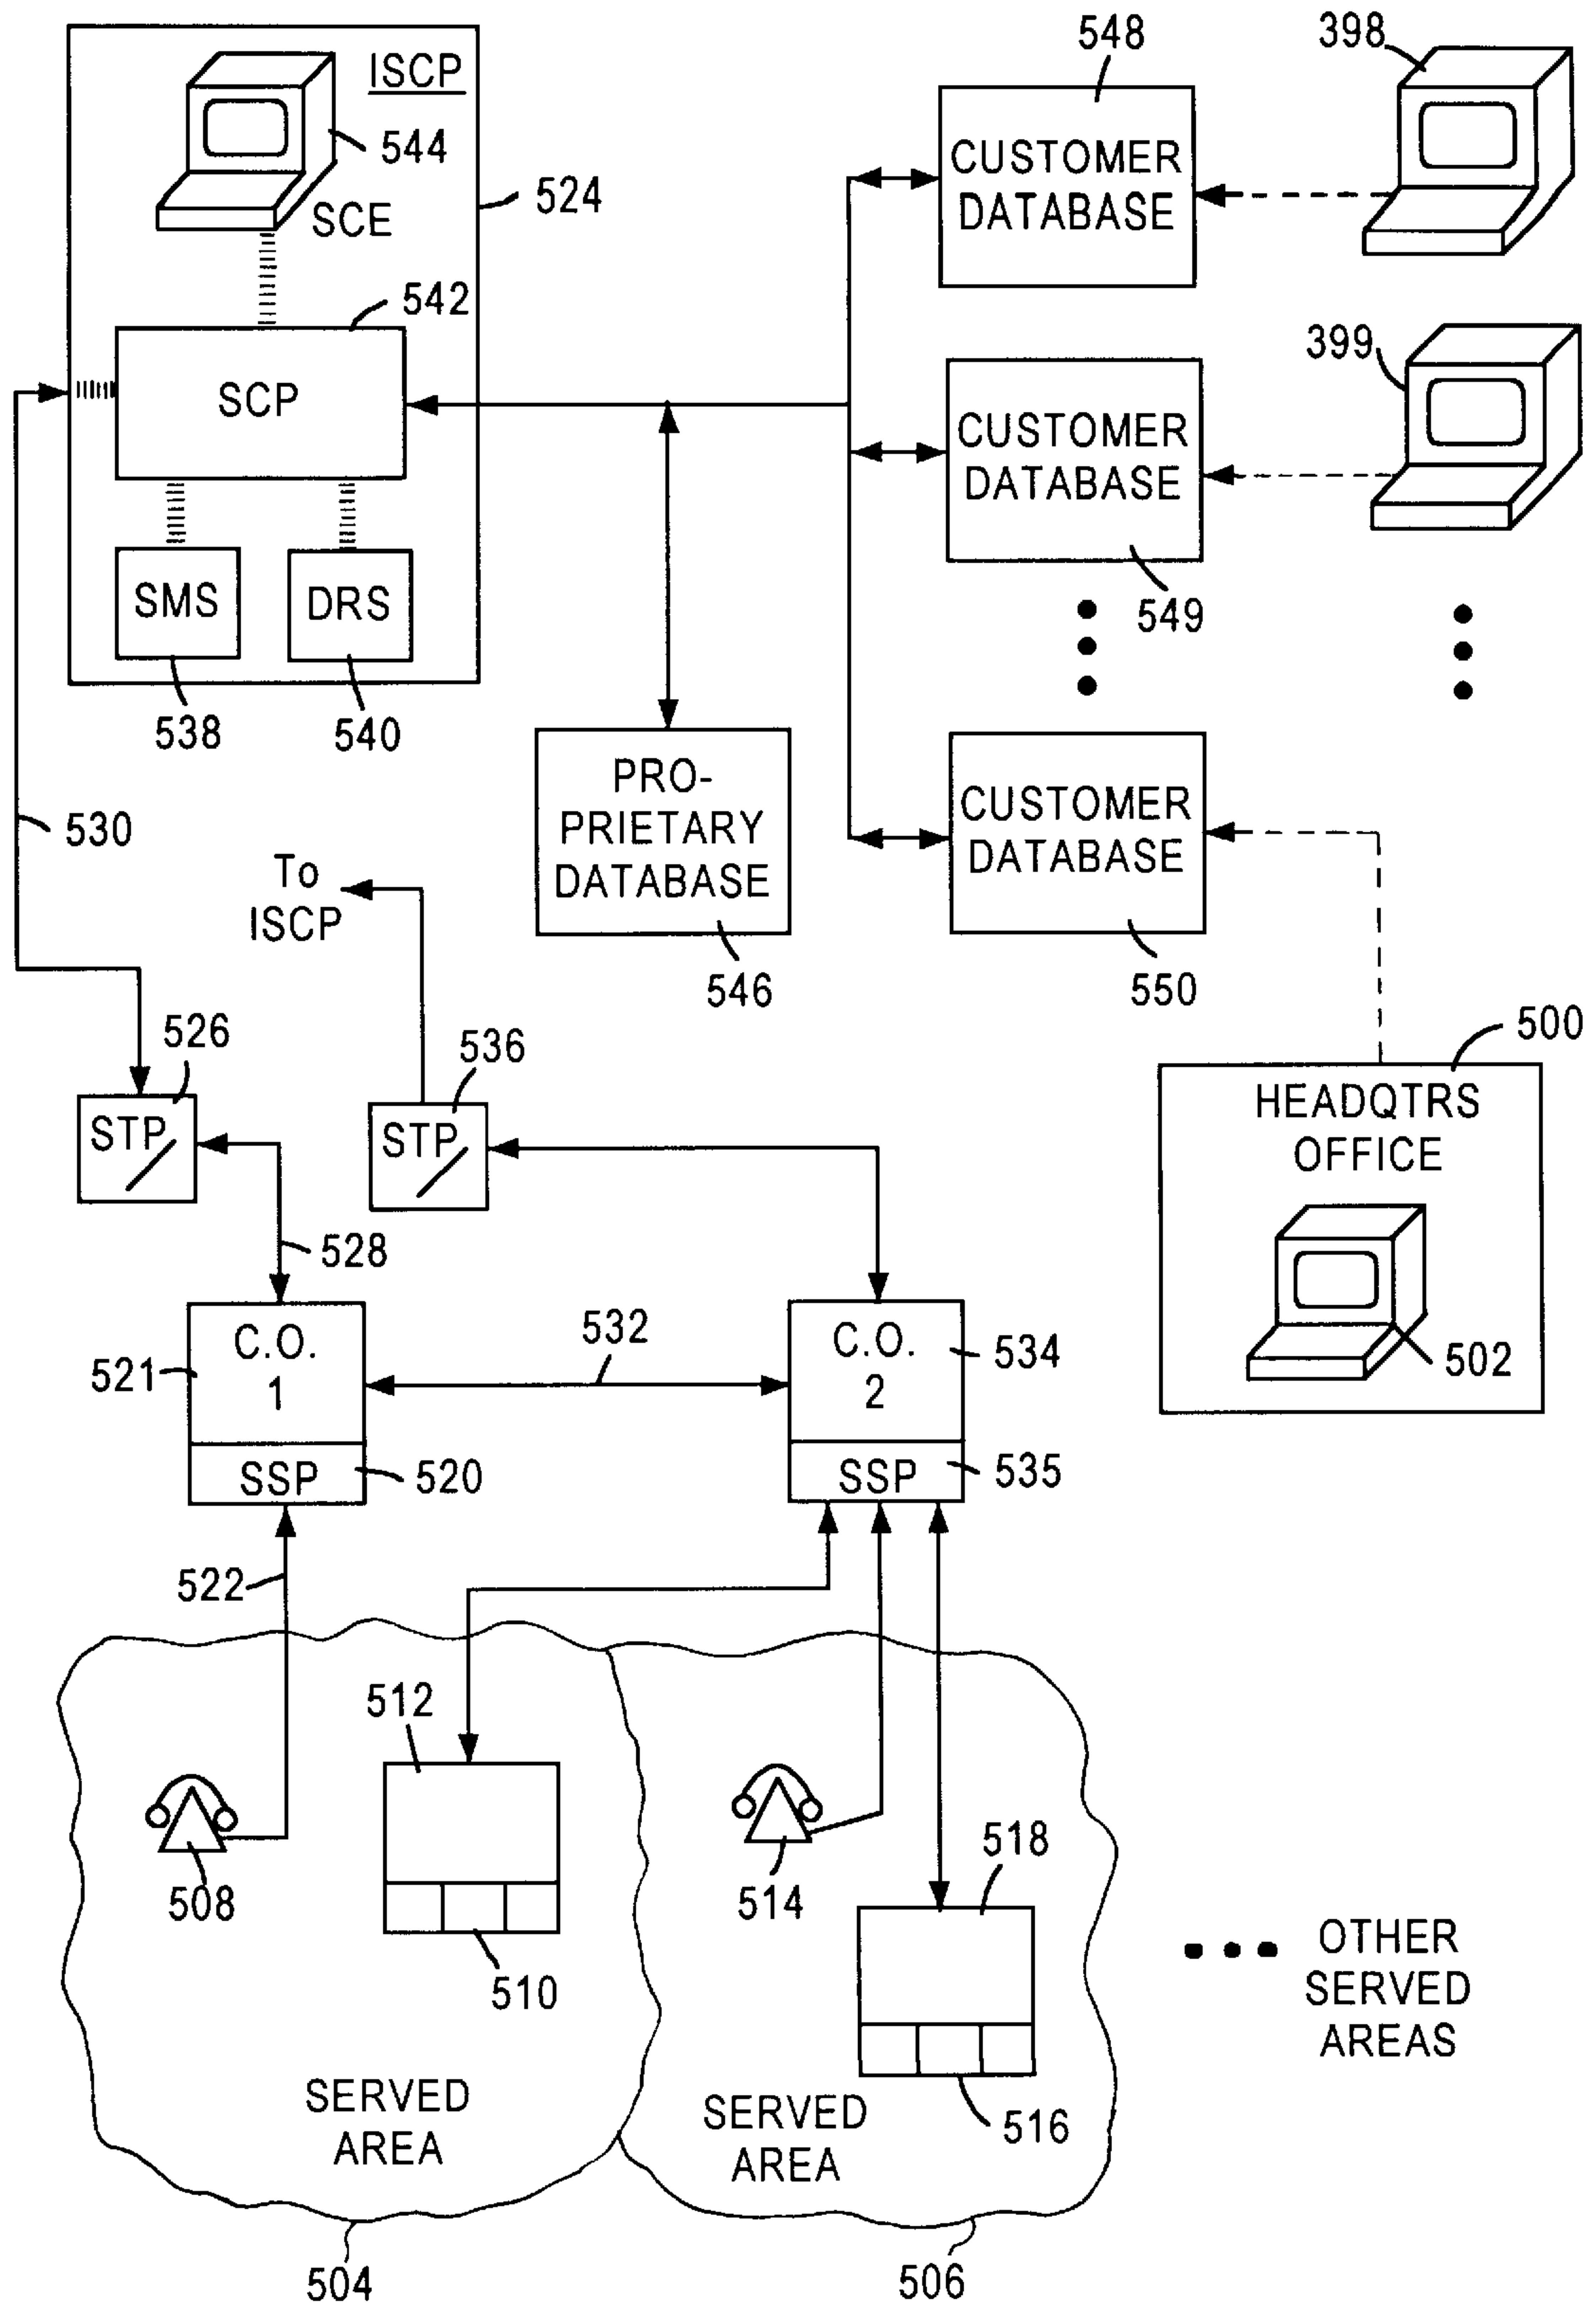 548
398
ISCP
544
CUSTOMER
DATABASE
524
SCE
542
399
SCP
CUSTOMER
DATABASE
SMS
DRS
549
538
540
PRO-
PRIETARY
DATABASE
CUSTOMER
DATABASE
530
To
ISCP
546
550
526
536
500
STP
STP
HEADQTRS
OFFICE
528
532
C.O.
1
521
C.O.
2
534
502
SSP
520
SSP
535
522
512
518
508
514
510
OTHER
SERVED
AREAS
516
SERVED
AREA
SERVED
AREA
504
506